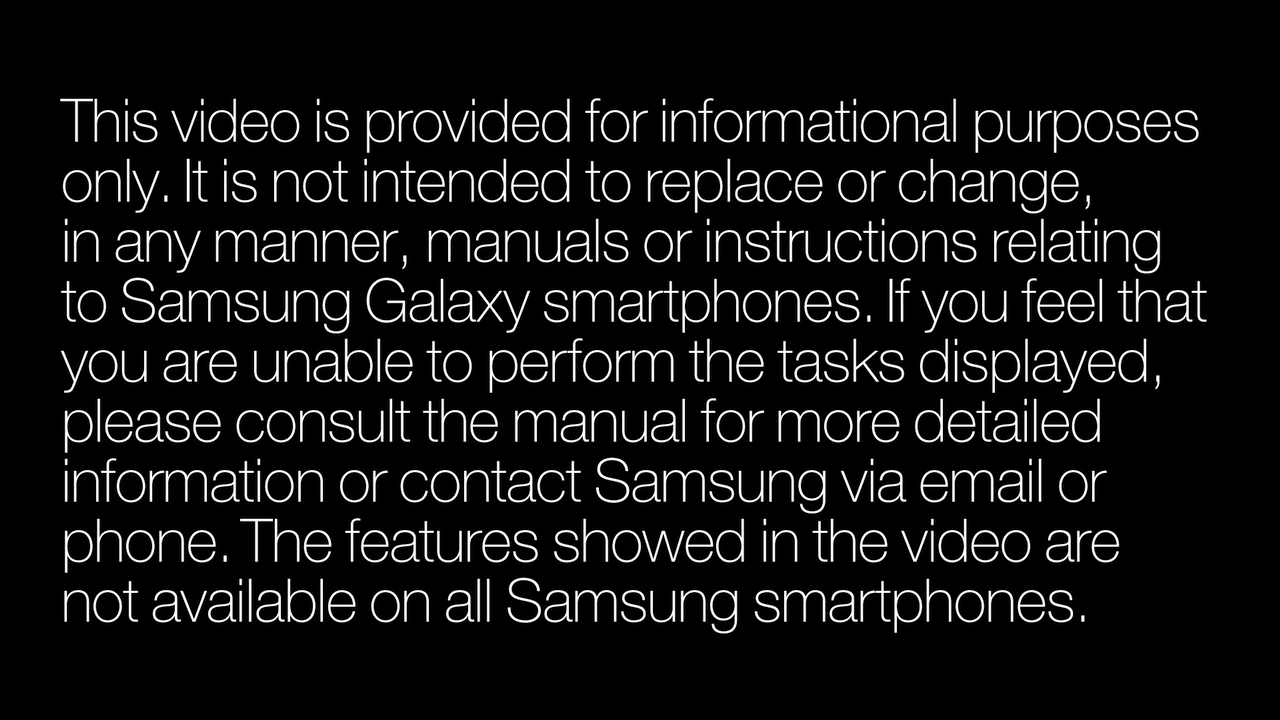 This video is provided for informational purposes
only. It is not intended to replace or change,
in any manner, manuals or instructions relating
to Samsung Galaxy smartphones. If you feel that
you are unable to perform the tasks displayed,
please consult the manual for more detailed
information or contact Samsung via email or
phone. The features showed in the video are
not available on all Samsung smartphones.